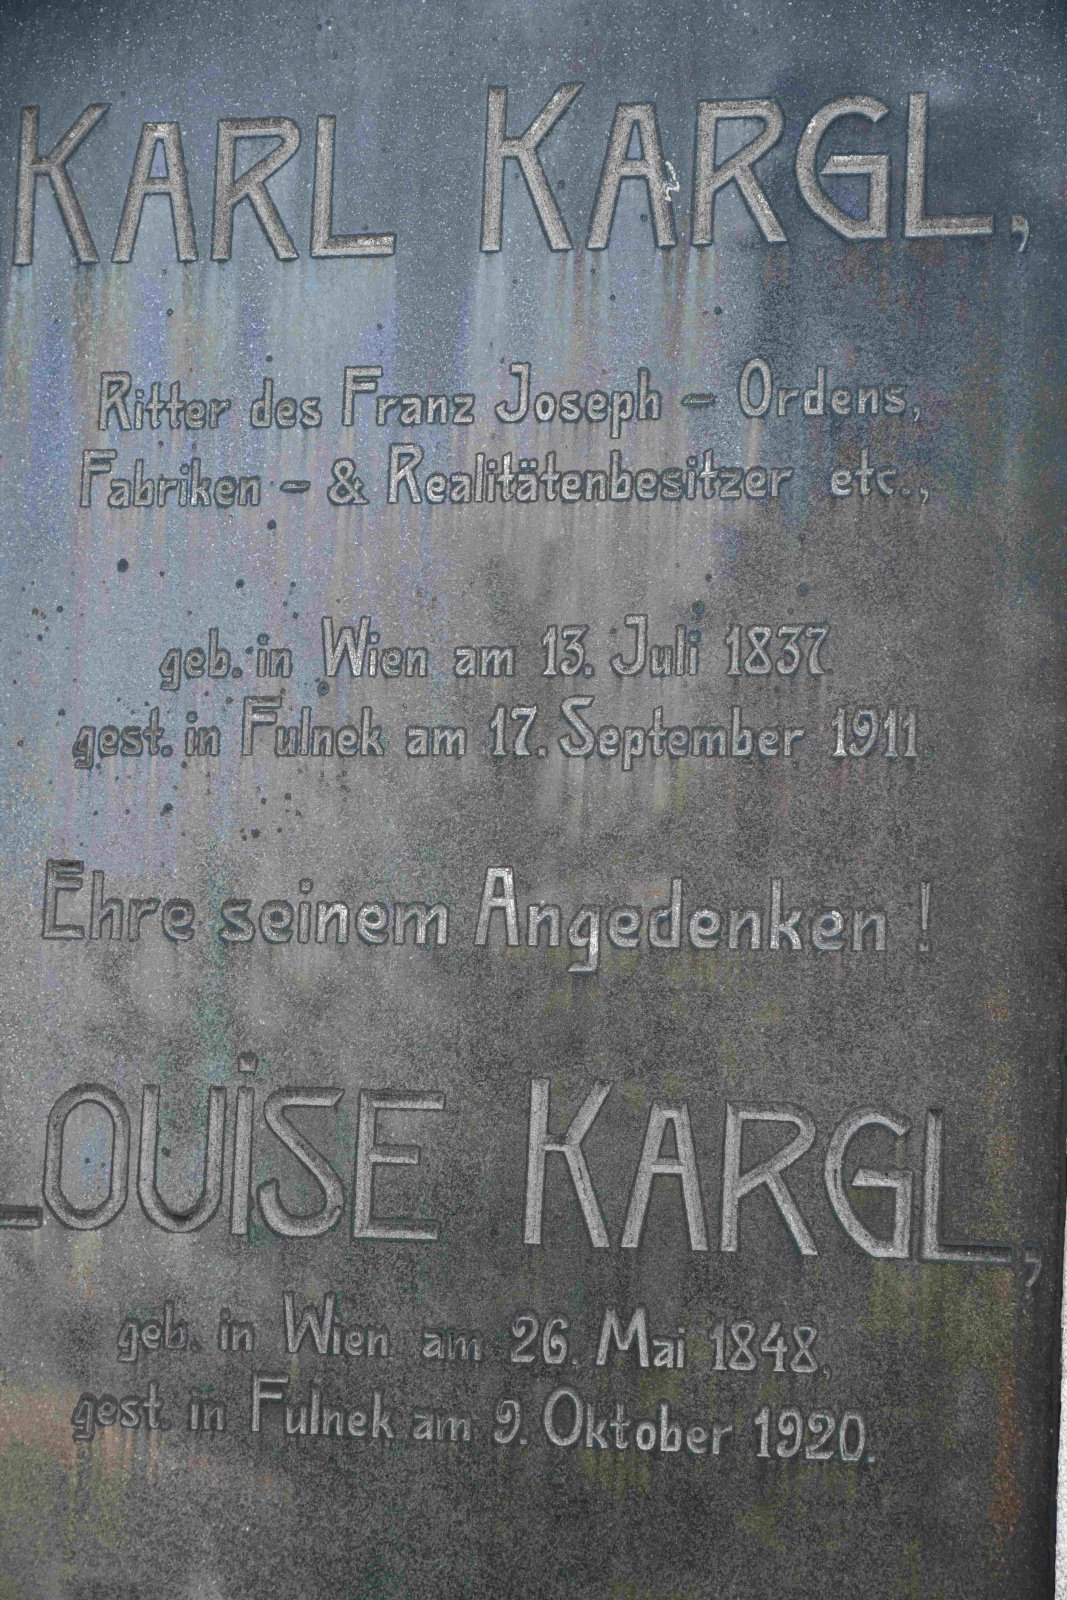 KARL KARGL,
Ritter des Franz Joseph - Ordens,
Fabriken - & Realitätenbesitzer etc.,
geb. in Wien am 13. Juli 1837
gest. in Fulnek am 17. September 1911.
Ehre seinem Angedenken !
LOUiSE KARGL,
geb. in Wien am 26. Mai 1848,
gest. in Fulnek am 9. Oktober 1920.